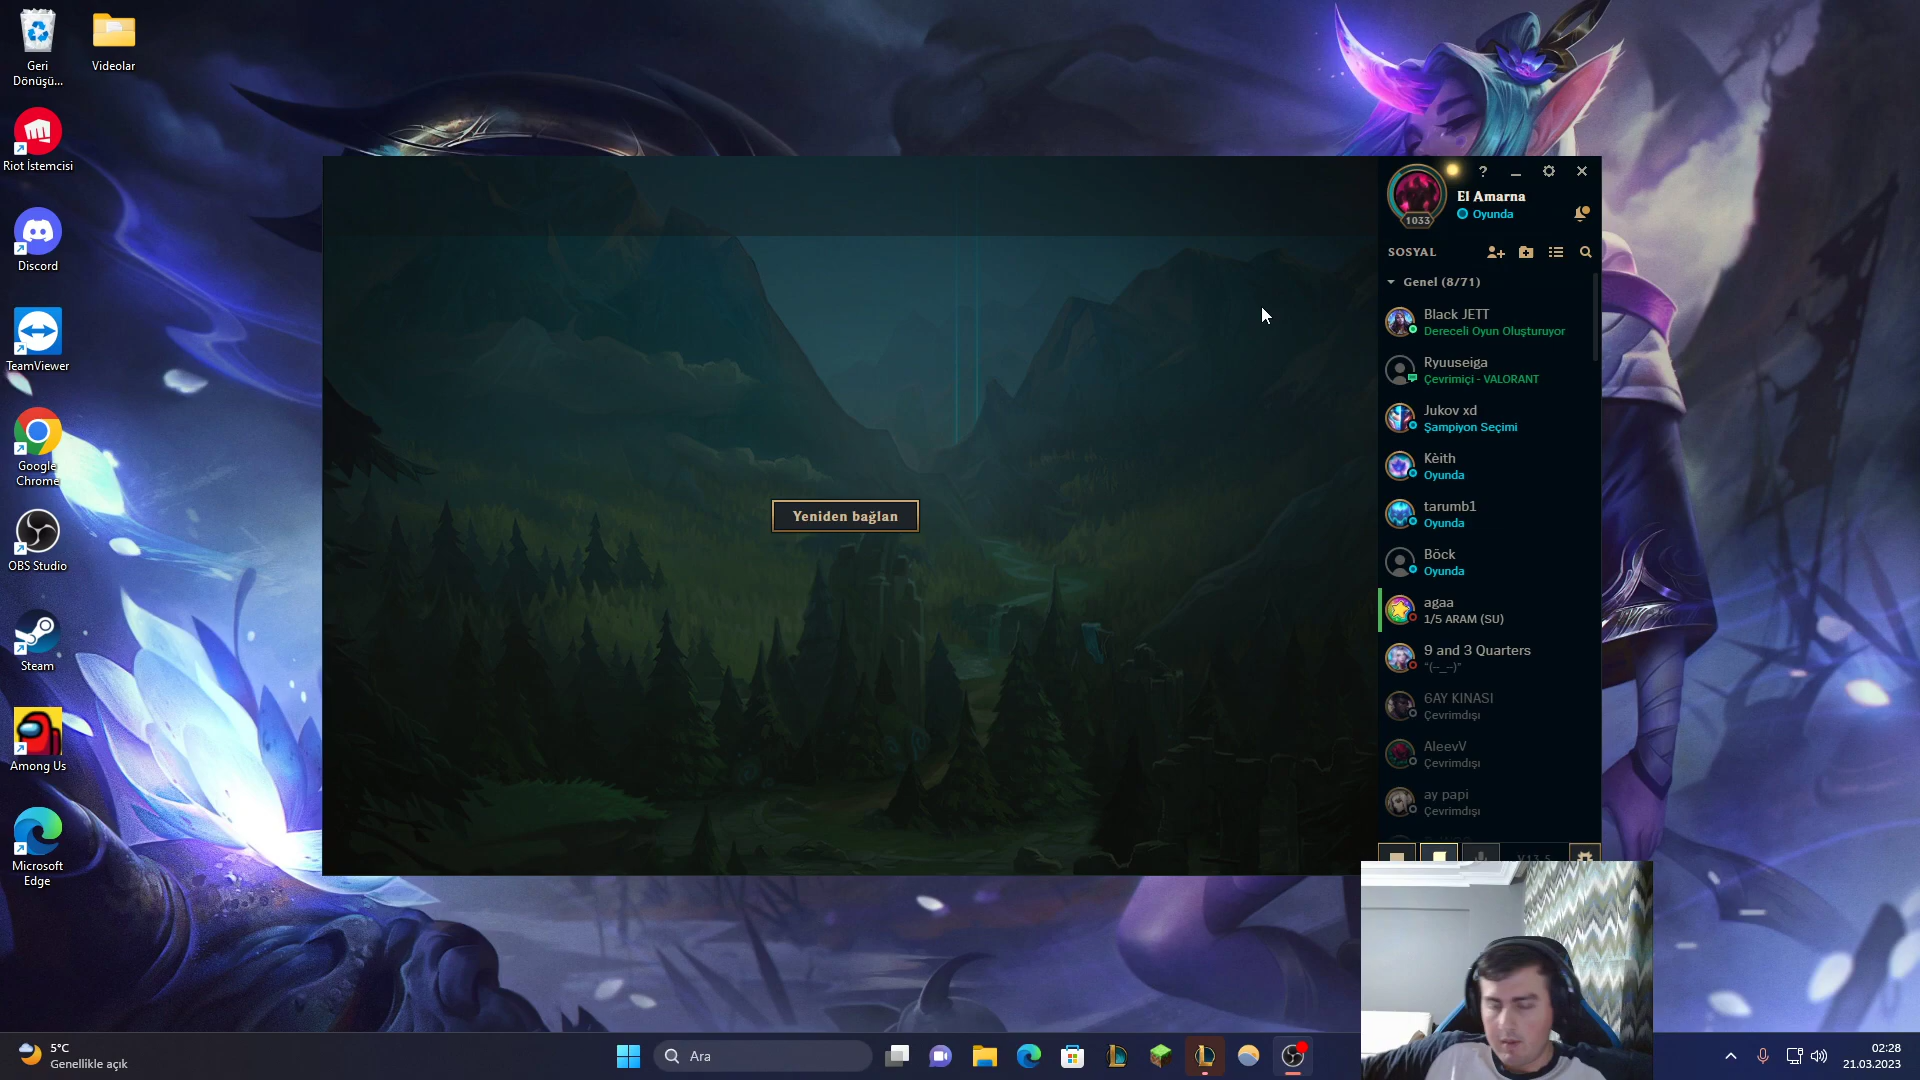 Geri
Dönüşü...
Videolar
Riot İstemcisi
Discord
TeamViewer
Google
Chrome
OBS Studio
Steam
Among Us
Microsoft
Edge
1033
El Amarna
Oyunda
SOSYAL
Genel (8/71)
Black JETT
Dereceli Oyun Oluşturuyor
Ryuuseiga
Çevrimiçi - VALORANT
Jukov xd
Şampiyon Seçimi
Kèith
Oyunda
tarumb1
Oyunda
Böck
Oyunda
agaa
1/5 ARAM (SU)
9 and 3 Quarters
“(−_−)”
6AY KINASI
Çevrimdışı
AleevV
Çevrimdışı
ay papi
Çevrimdışı
V13.5
Yeniden bağlan
5°C
Genellikle açık
Ara
02:28
21.03.2023